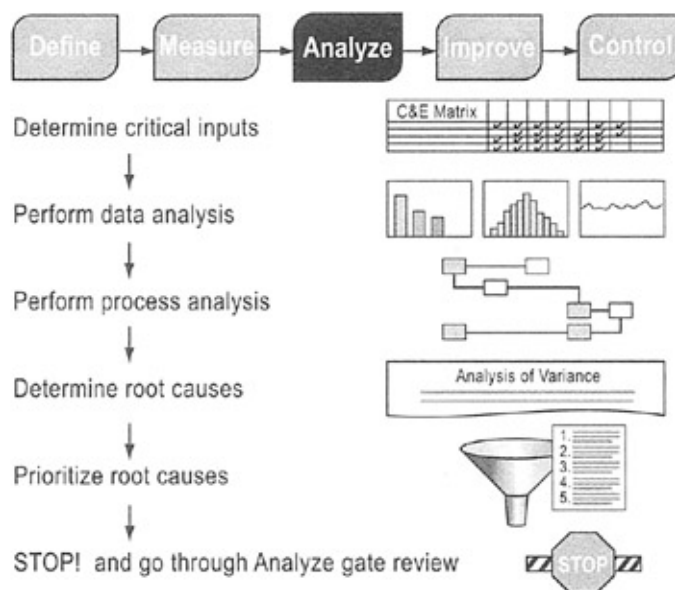 Define
Measure
Analyze
Improve
Control
Determine critical inputs
C&E Matrix
Perform data analysis
Perform process analysis
Determine root causes
Analysis of Variance
Prioritize root causes
1.
2.
3.
4.
5.
STOP! and go through Analyze gate review
STOP